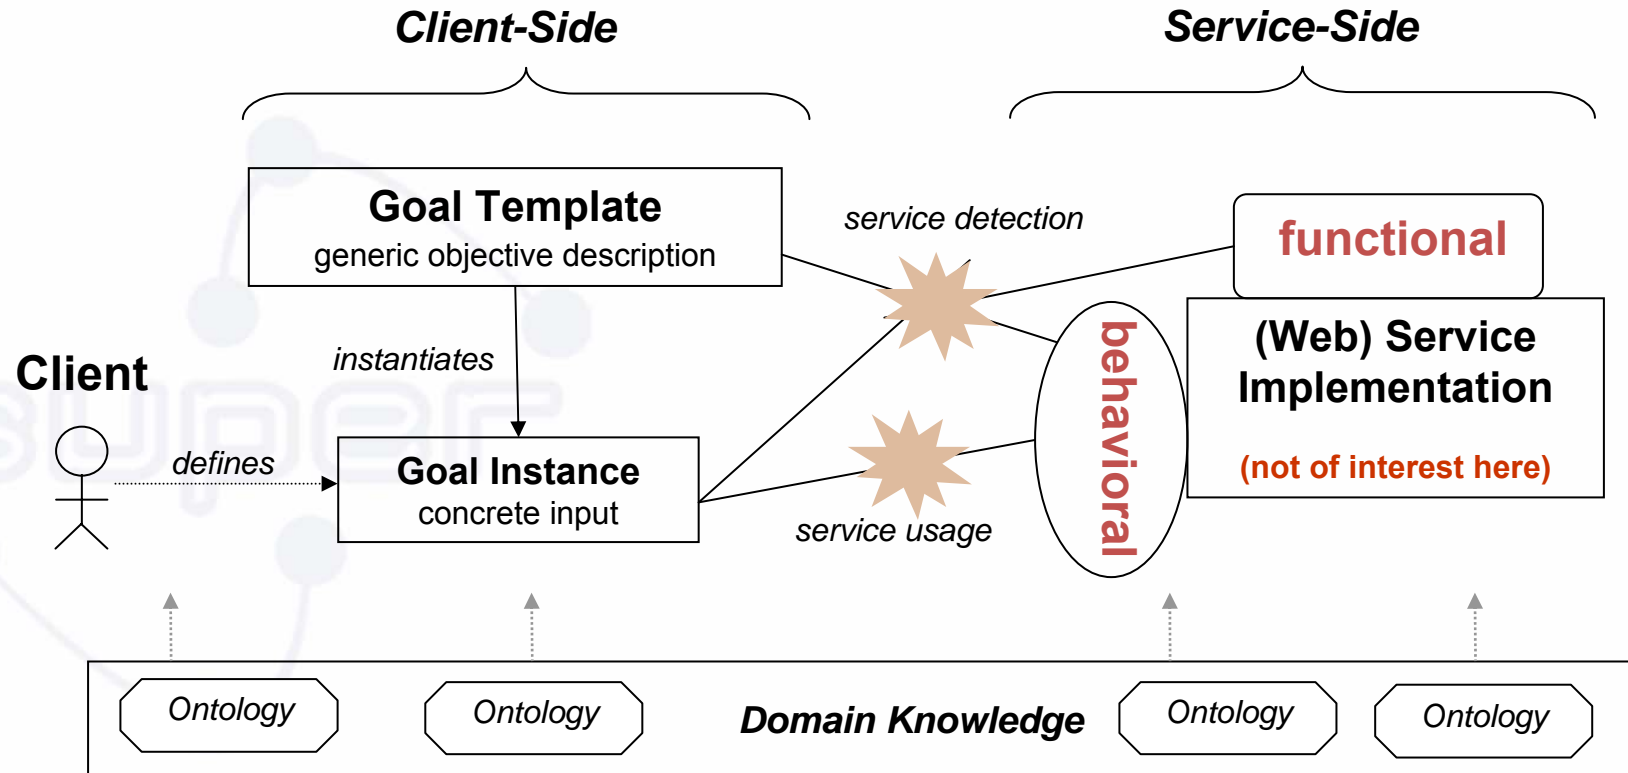 Client-Side
Service-Side
Goal Template
generic objective description
service detection
functional
instantiates
behavioral
(Web) Service
Implementation
(not of interest here)
Client
super
defines
Goal Instance
concrete input
service usage
Ontology
Ontology
Domain Knowledge
Ontology
Ontology